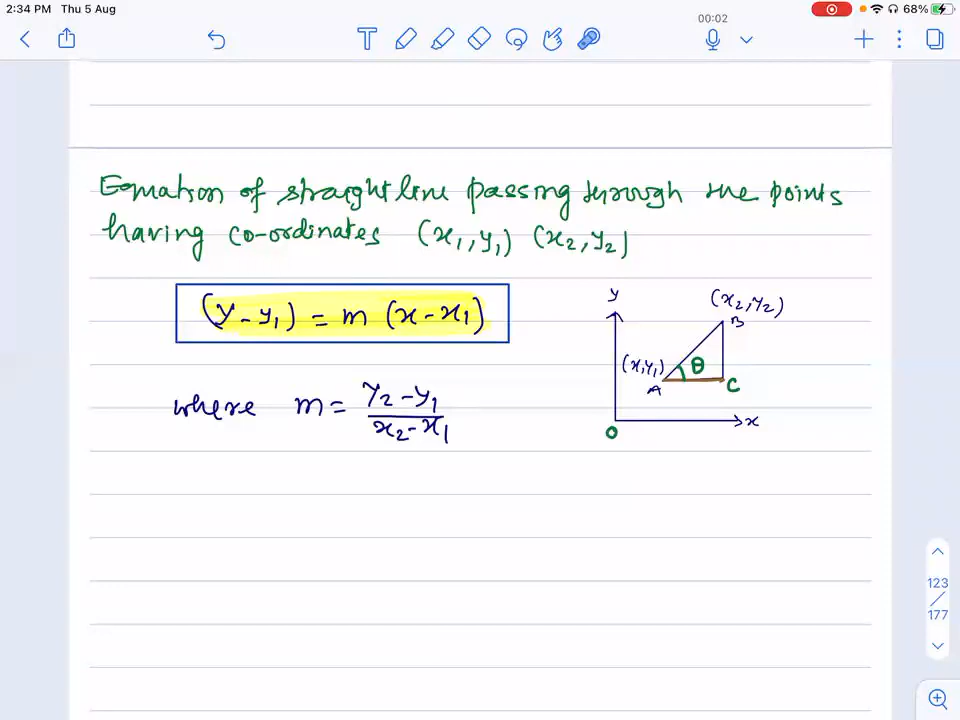 2:34 PM Thu 5 Aug
68%
00:02
T
Equation of straight line passing through the points
having co-ordinates (x₁, y₁) (x₂, y₂)
(y - y₁) = m (x - x₁)
where m = y₂ - y₁ / x₂ - x₁
y
(x₂, y₂)
B
(x, y₁)
θ
A
C
x
O
123
/
177